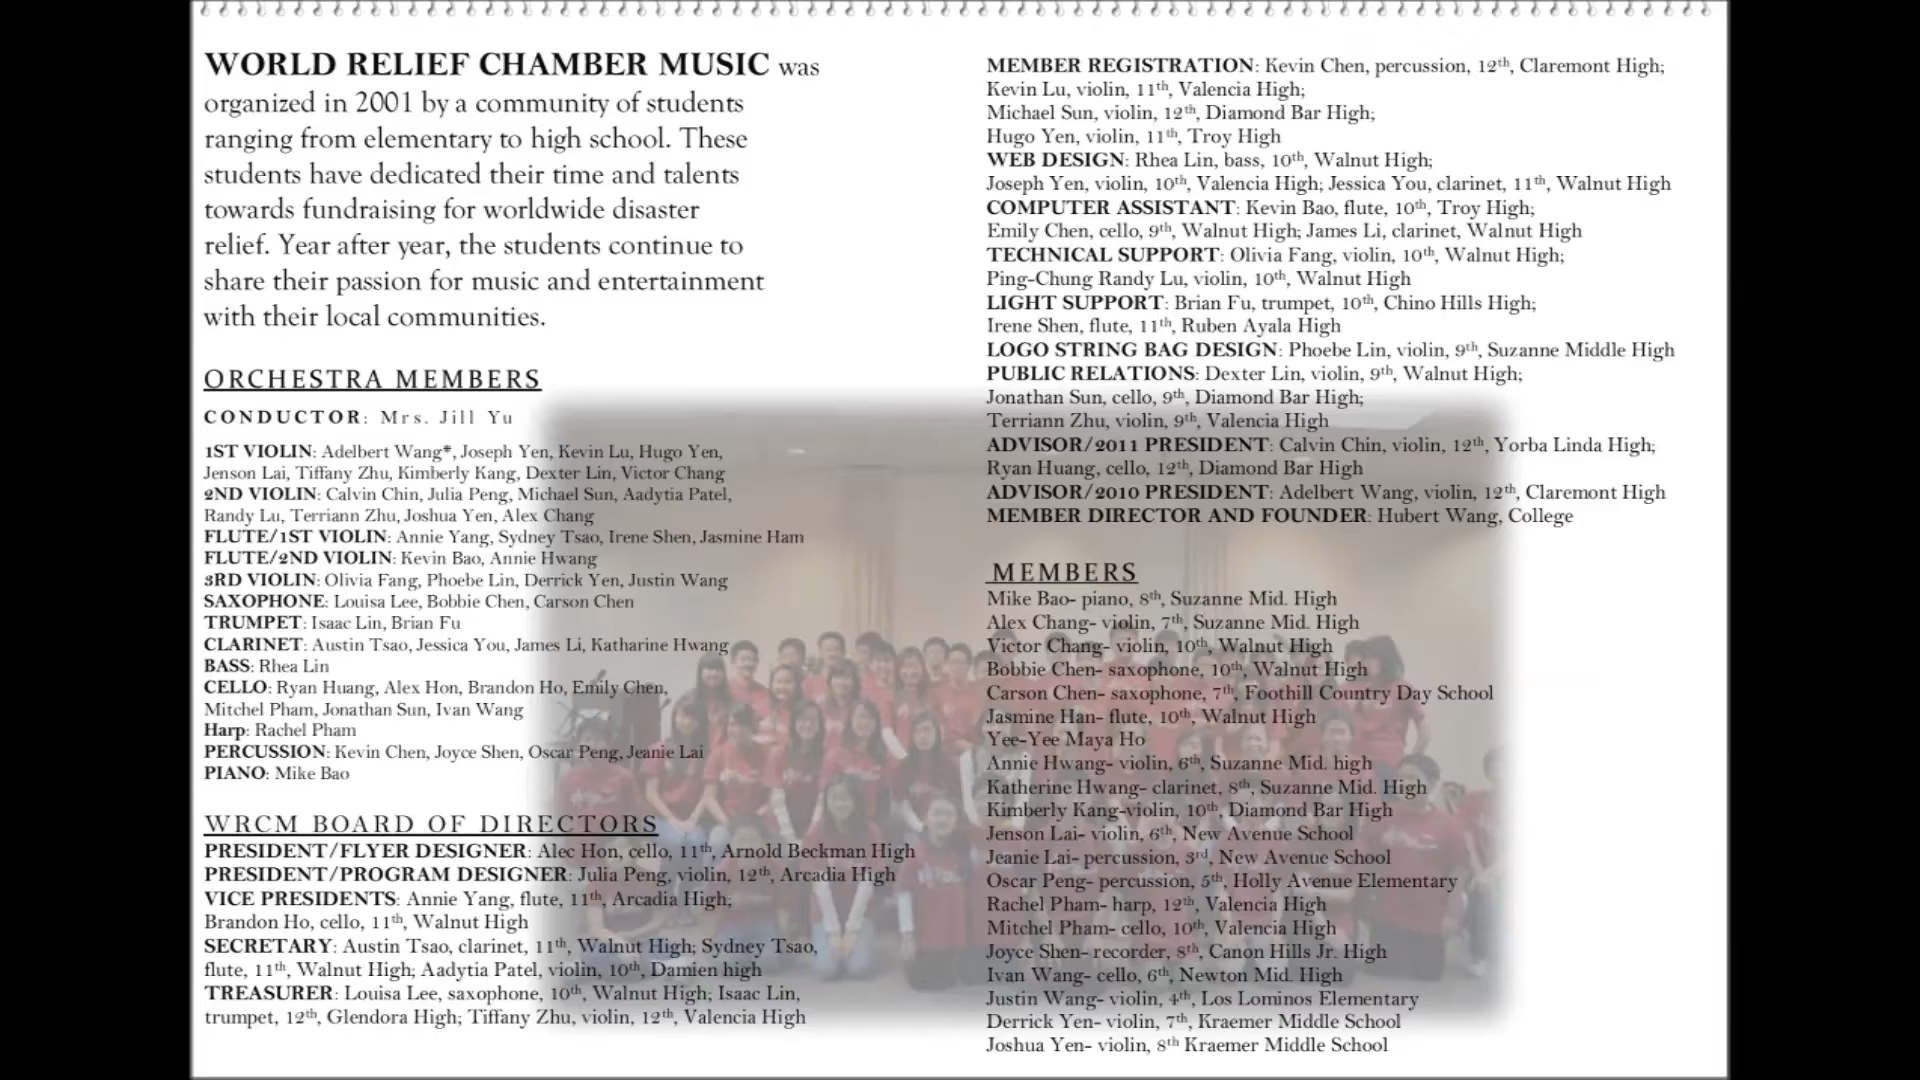 WORLD RELIEF CHAMBER MUSIC was
organized in 2001 by a community of students
ranging from elementary to high school. These
students have dedicated their time and talents
towards fundraising for worldwide disaster
relief. Year after year, the students continue to
share their passion for music and entertainment
with their local communities.
ORCHESTRA MEMBERS
CONDUCTOR: Mrs. Jill Yu
1ST VIOLIN: Adelbert Wang*, Joseph Yen, Kevin Lu, Hugo Yen,
Jenson Lai, Tiffany Zhu, Kimberly Kang, Dexter Lin, Victor Chang
2ND VIOLIN: Calvin Chin, Julia Peng, Michael Sun, Aadytia Patel,
Randy Lu, Terriann Zhu, Joshua Yen, Alex Chang
FLUTE/1ST VIOLIN: Annie Yang, Sydney Tsao, Irene Shen, Jasmine Ham
FLUTE/2ND VIOLIN: Kevin Bao, Annie Hwang
3RD VIOLIN: Olivia Fang, Phoebe Lin, Derrick Yen, Justin Wang
SAXOPHONE: Louisa Lee, Bobbie Chen, Carson Chen
TRUMPET: Isaac Lin, Brian Fu
CLARINET: Austin Tsao, Jessica You, James Li, Katharine Hwang
BASS: Rhea Lin
CELLO: Ryan Huang, Alex Hon, Brandon Ho, Emily Chen,
Mitchel Pham, Jonathan Sun, Ivan Wang
Harp: Rachel Pham
PERCUSSION: Kevin Chen, Joyce Shen, Oscar Peng, Jeanie Lai
PIANO: Mike Bao
WRCM BOARD OF DIRECTORS
PRESIDENT/FLYER DESIGNER: Alec Hon, cello, 11th, Arnold Beckman High
PRESIDENT/PROGRAM DESIGNER: Julia Peng, violin, 12th, Arcadia High
VICE PRESIDENTS: Annie Yang, flute, 11th, Arcadia High;
Brandon Ho, cello, 11th, Walnut High
SECRETARY: Austin Tsao, clarinet, 11th, Walnut High; Sydney Tsao,
flute, 11th, Walnut High; Aadytia Patel, violin, 10th, Damien high
TREASURER: Louisa Lee, saxophone, 10th, Walnut High; Isaac Lin,
trumpet, 12th, Glendora High; Tiffany Zhu, violin, 12th, Valencia High
MEMBER REGISTRATION: Kevin Chen, percussion, 12th, Claremont High;
Kevin Lu, violin, 11th, Valencia High;
Michael Sun, violin, 12th, Diamond Bar High;
Hugo Yen, violin, 11th, Troy High
WEB DESIGN: Rhea Lin, bass, 10th, Walnut High;
Joseph Yen, violin, 10th, Valencia High; Jessica You, clarinet, 11th, Walnut High
COMPUTER ASSISTANT: Kevin Bao, flute, 10th, Troy High;
Emily Chen, cello, 9th, Walnut High; James Li, clarinet, Walnut High
TECHNICAL SUPPORT: Olivia Fang, violin, 10th, Walnut High;
Ping-Chung Randy Lu, violin, 10th, Walnut High
LIGHT SUPPORT: Brian Fu, trumpet, 10th, Chino Hills High;
Irene Shen, flute, 11th, Ruben Ayala High
LOGO STRING BAG DESIGN: Phoebe Lin, violin, 9th, Suzanne Middle High
PUBLIC RELATIONS: Dexter Lin, violin, 9th, Walnut High;
Jonathan Sun, cello, 9th, Diamond Bar High;
Terriann Zhu, violin, 9th, Valencia High
ADVISOR/2011 PRESIDENT: Calvin Chin, violin, 12th, Yorba Linda High;
Ryan Huang, cello, 12th, Diamond Bar High
ADVISOR/2010 PRESIDENT: Adelbert Wang, violin, 12th, Claremont High
MEMBER DIRECTOR AND FOUNDER: Hubert Wang, College
MEMBERS
Mike Bao- piano, 8th, Suzanne Mid. High
Alex Chang- violin, 7th, Suzanne Mid. High
Victor Chang- violin, 10th, Walnut High
Bobbie Chen- saxophone, 10th, Walnut High
Carson Chen- saxophone, 7th, Foothill Country Day School
Jasmine Han- flute, 10th, Walnut High
Yee-Yee Maya Ho
Annie Hwang- violin, 6th, Suzanne Mid. high
Katherine Hwang- clarinet, 8th, Suzanne Mid. High
Kimberly Kang-violin, 10th, Diamond Bar High
Jenson Lai- violin, 6th, New Avenue School
Jeanie Lai- percussion, 3rd, New Avenue School
Oscar Peng- percussion, 5th, Holly Avenue Elementary
Rachel Pham- harp, 12th, Valencia High
Mitchel Pham- cello, 10th, Valencia High
Joyce Shen- recorder, 8th, Canon Hills Jr. High
Ivan Wang- cello, 6th, Newton Mid. High
Justin Wang- violin, 4th, Los Lominos Elementary
Derrick Yen- violin, 7th, Kraemer Middle School
Joshua Yen- violin, 8th Kraemer Middle School